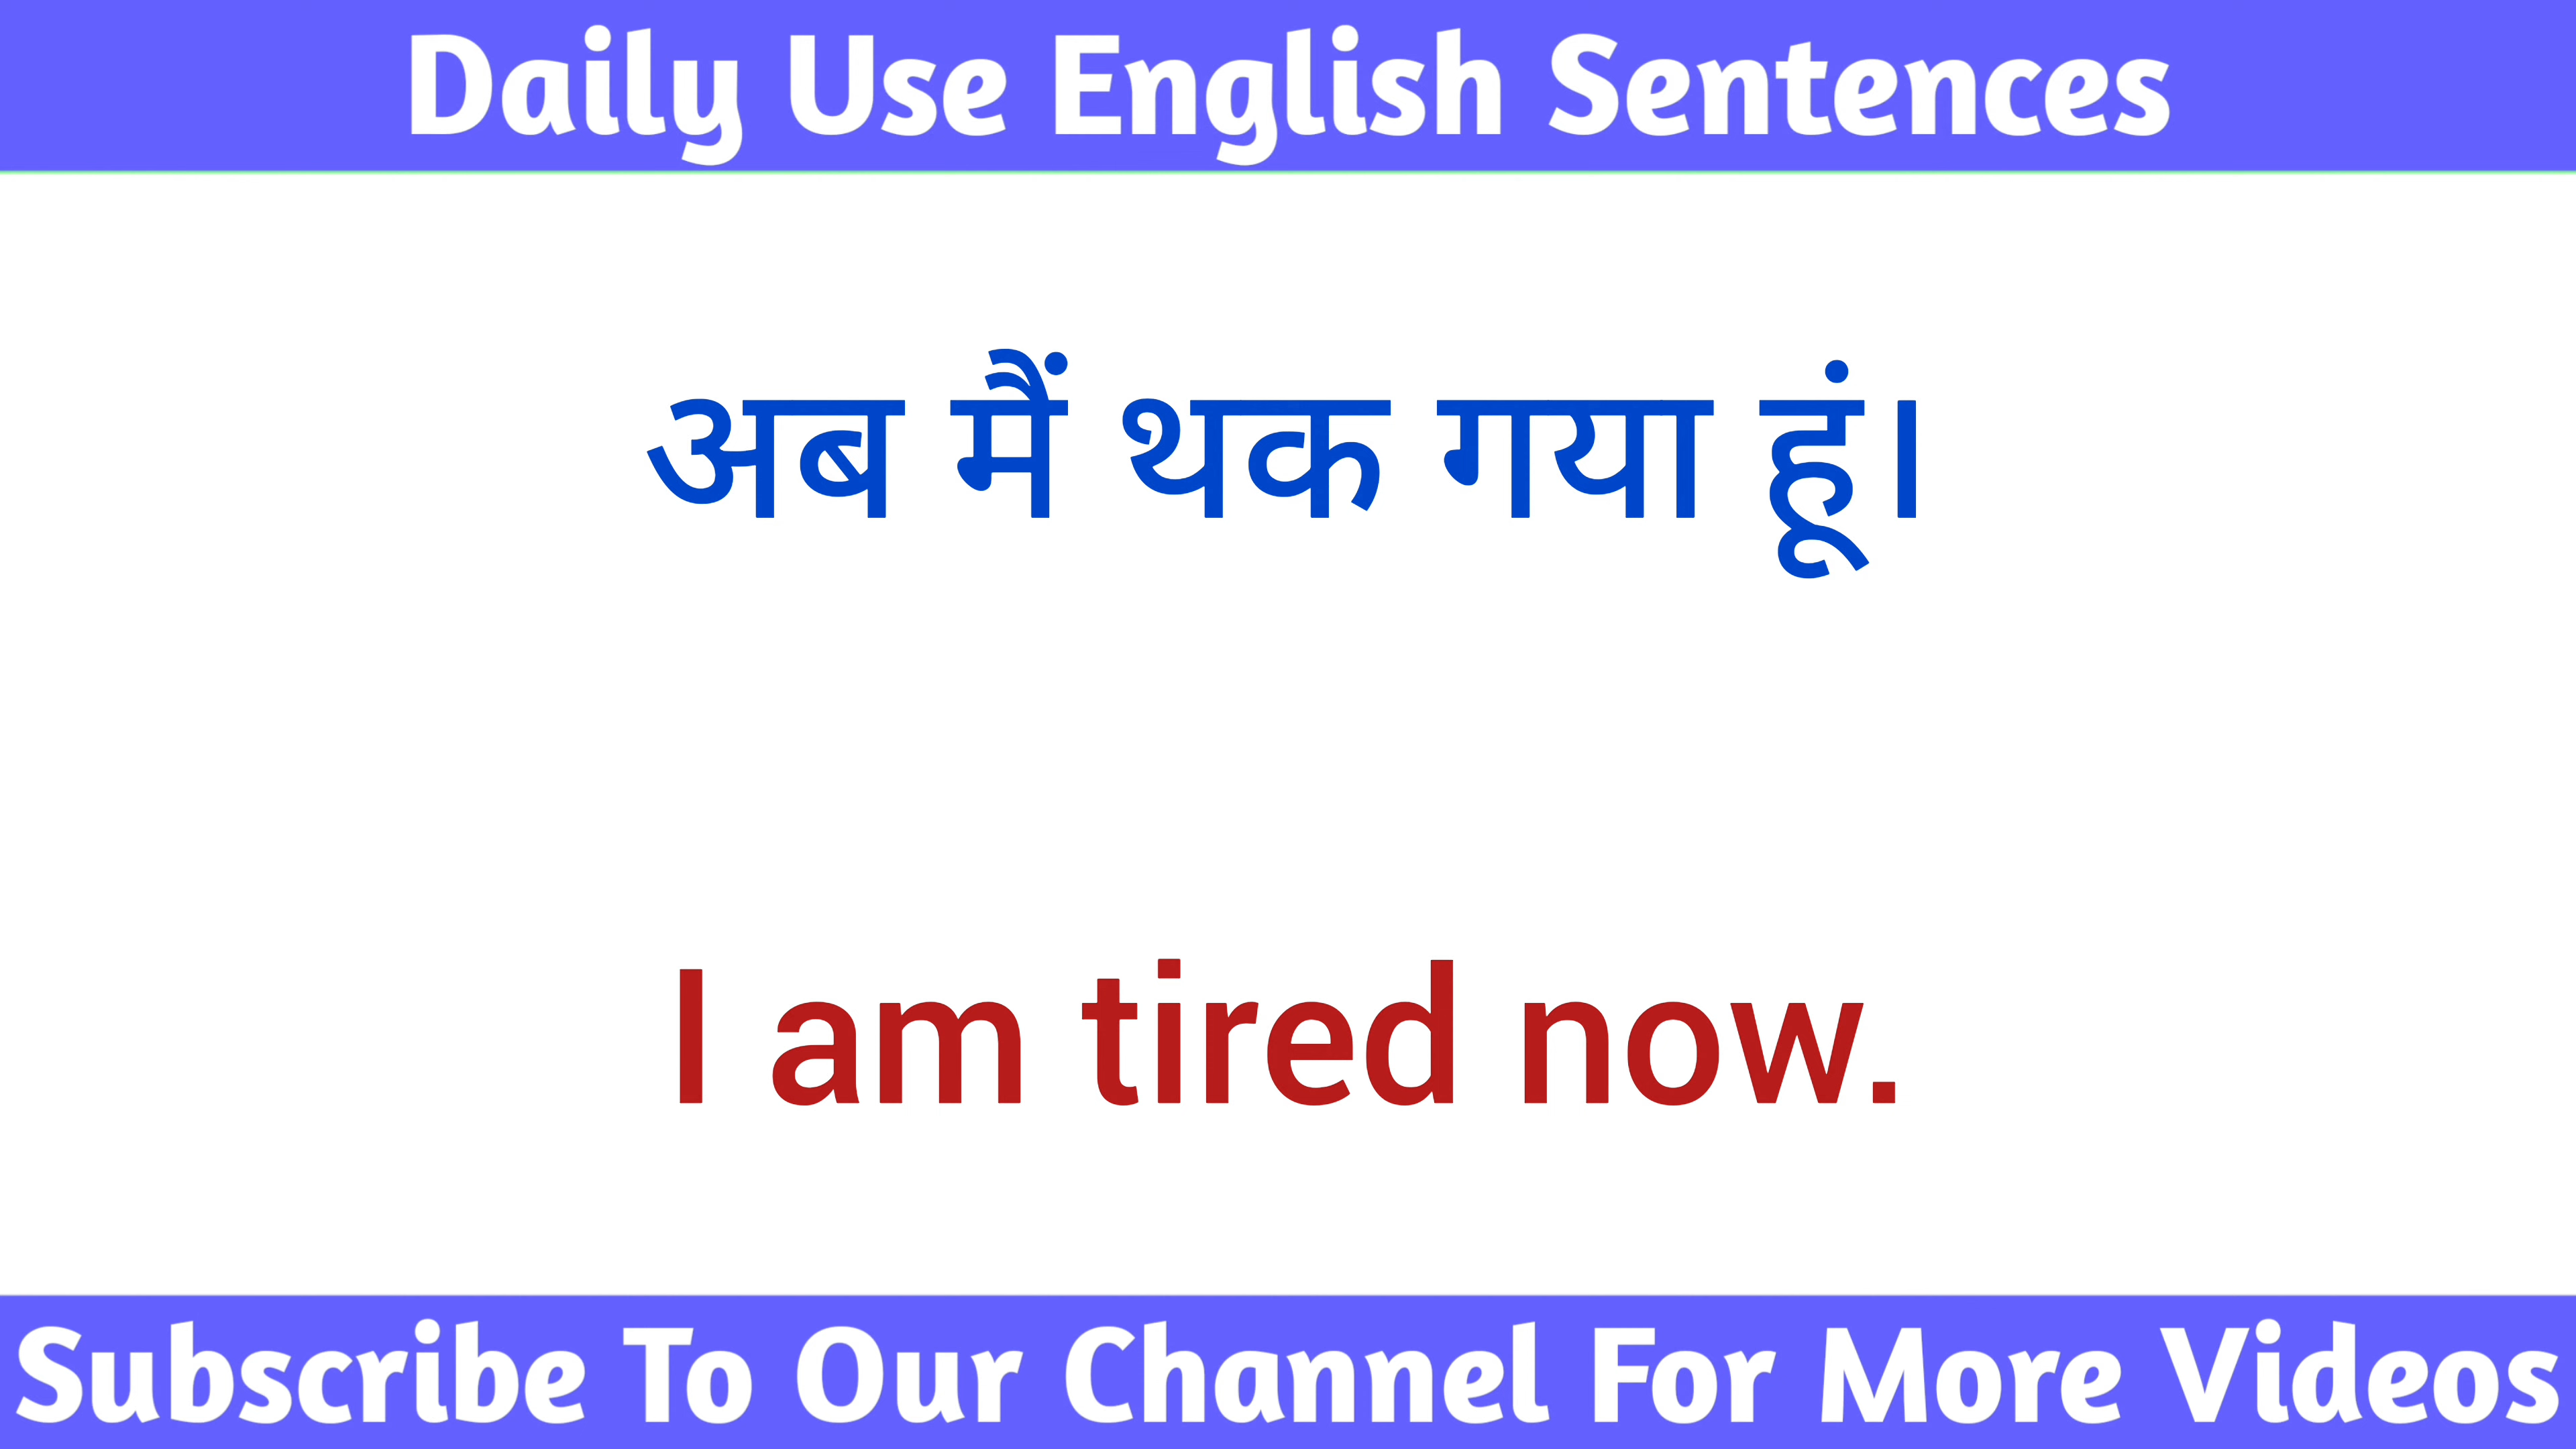 Daily Use English Sentences
अब मैं थक गया हूं।
I am tired now.
Subscribe To Our Channel For More Videos